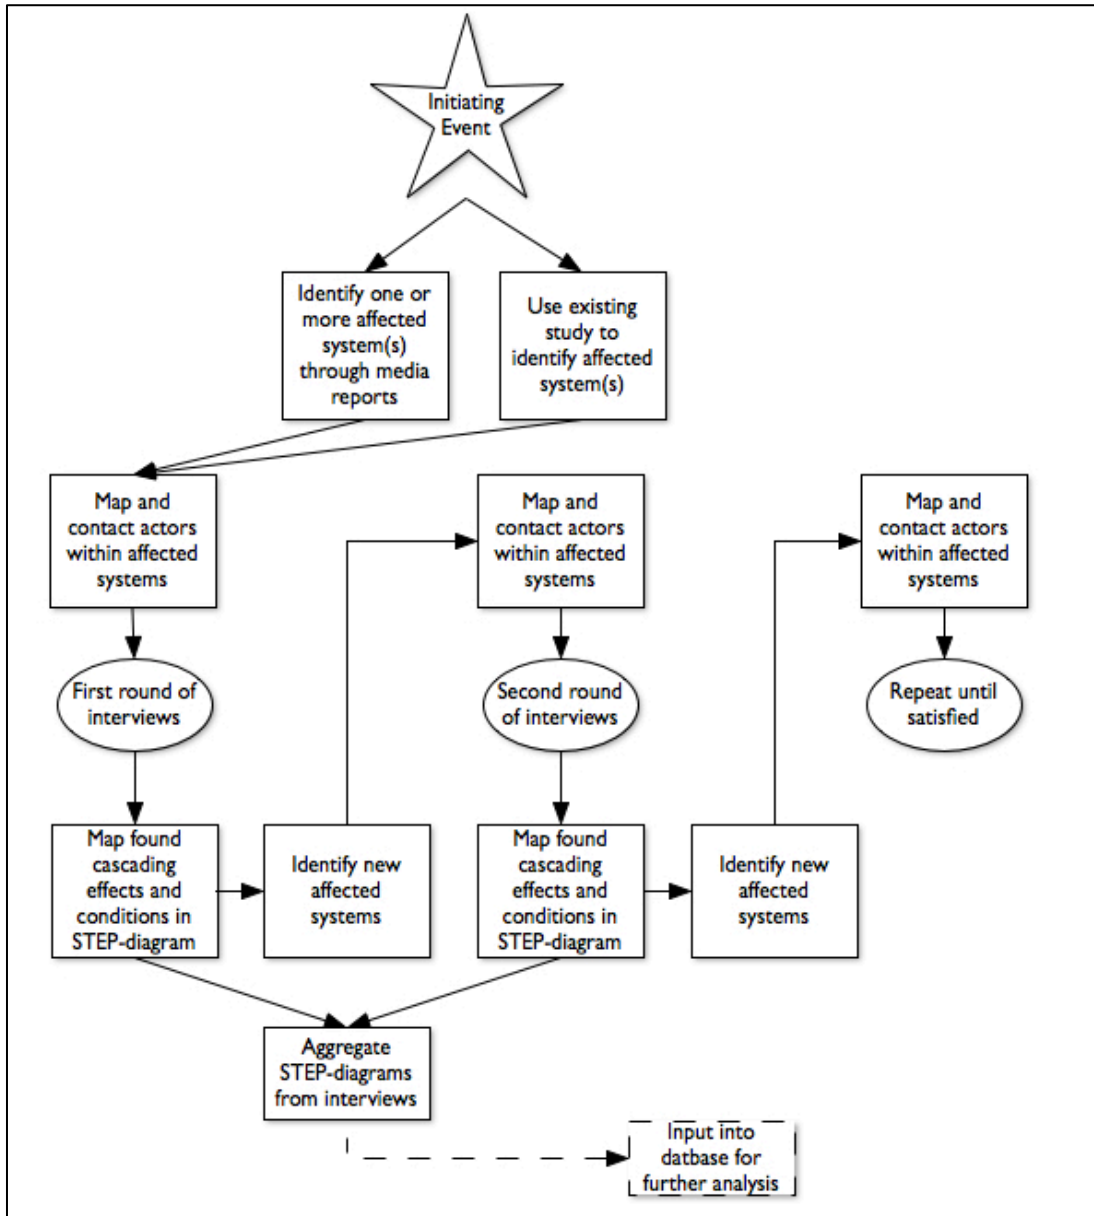 Initiating
Event
Identify one or
more affected
system(s)
through media
reports
Use existing
study to
identify affected
system(s)
Map and
contact actors
within affected
systems
Map and
contact actors
within affected
systems
Map and
contact actors
within affected
systems
First round of
interviews
Second round
of interviews
Repeat until
satisfied
Map found
cascading
effects and
conditions in
STEP-diagram
Identify new
affected
systems
Map found
cascading
effects and
conditions in
STEP-diagram
Identify new
affected
systems
Aggregate
STEP-diagrams
from interviews
Input into
datbase for
further analysis